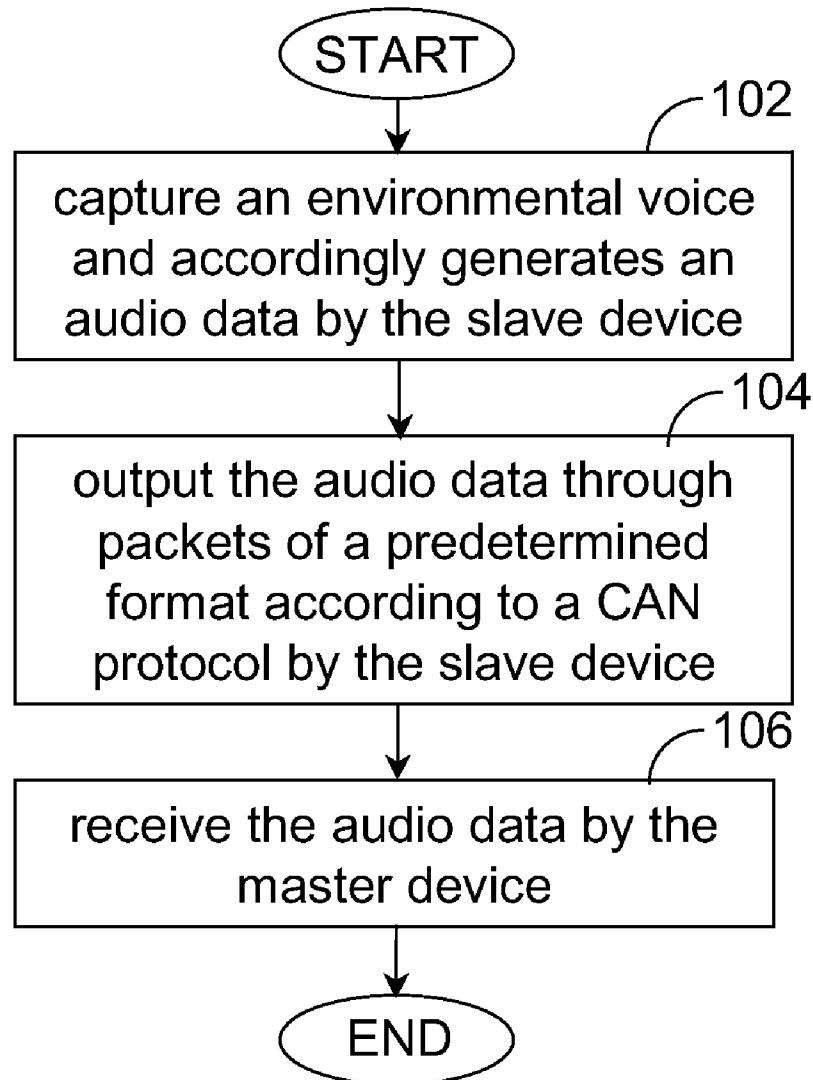 START
102
capture an environmental voice
and accordingly generates an
audio data by the slave device
104
output the audio data through
packets of a predetermined
format according to a CAN
protocol by the slave device
106
receive the audio data by the
master device
END